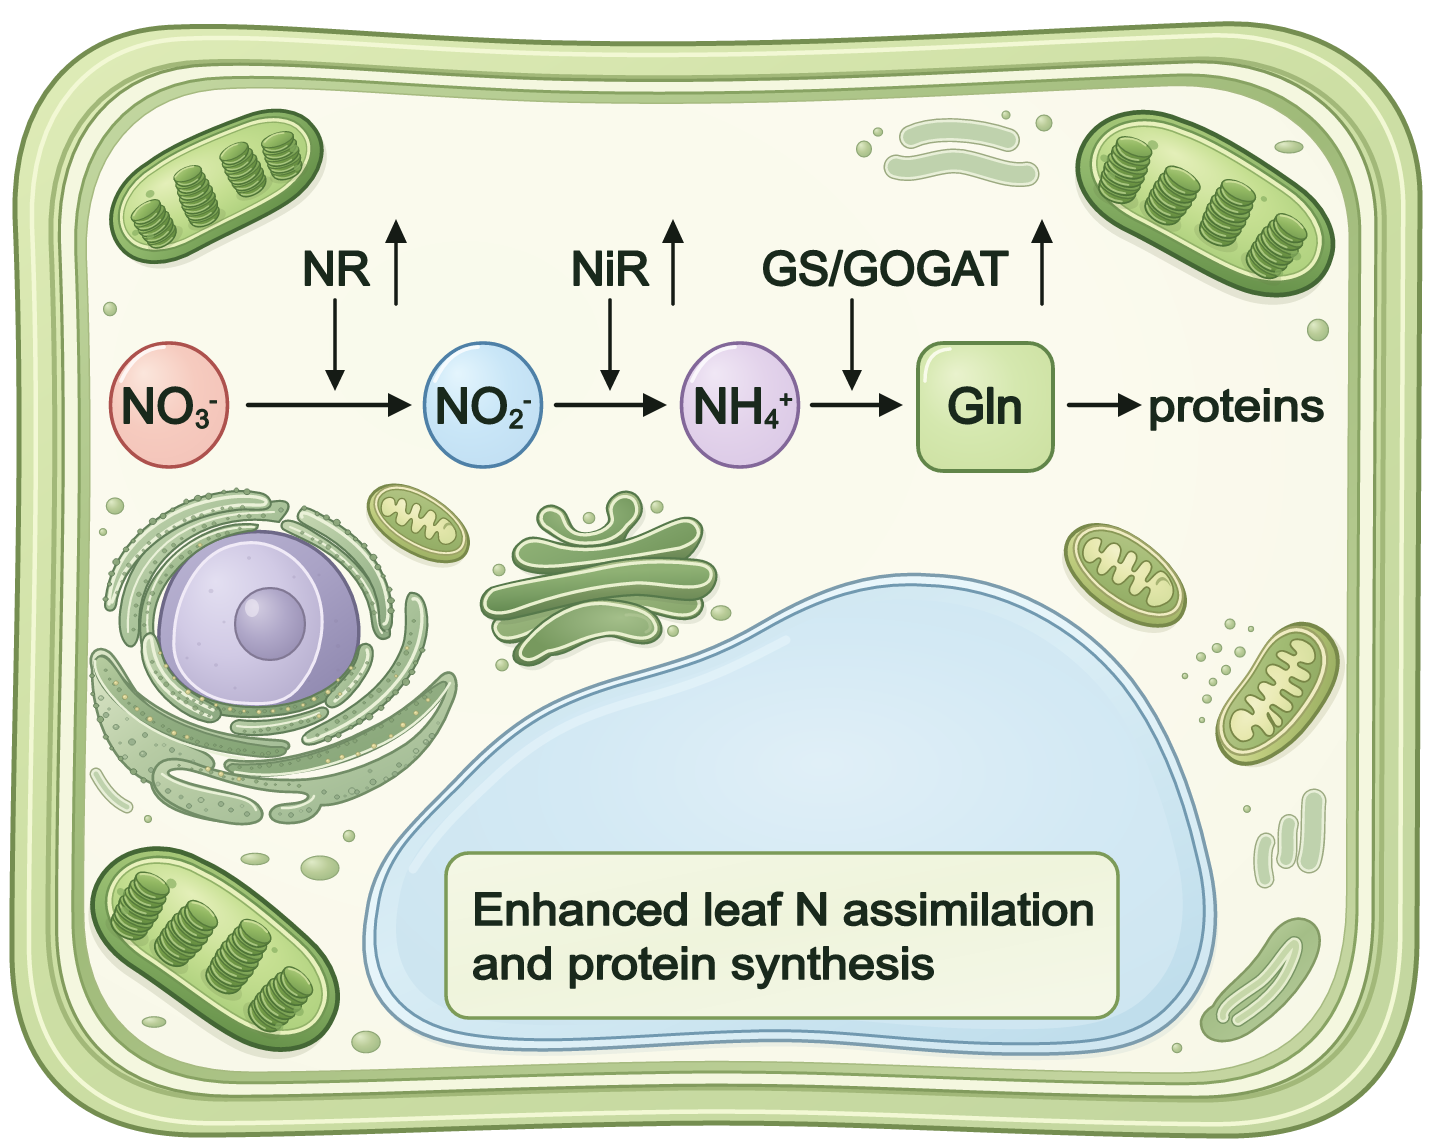 NR NiR GS/GOGAT
NO₃⁻ NO₂⁻ NH₄⁺ Gln proteins
Enhanced leaf N assimilation
and protein synthesis